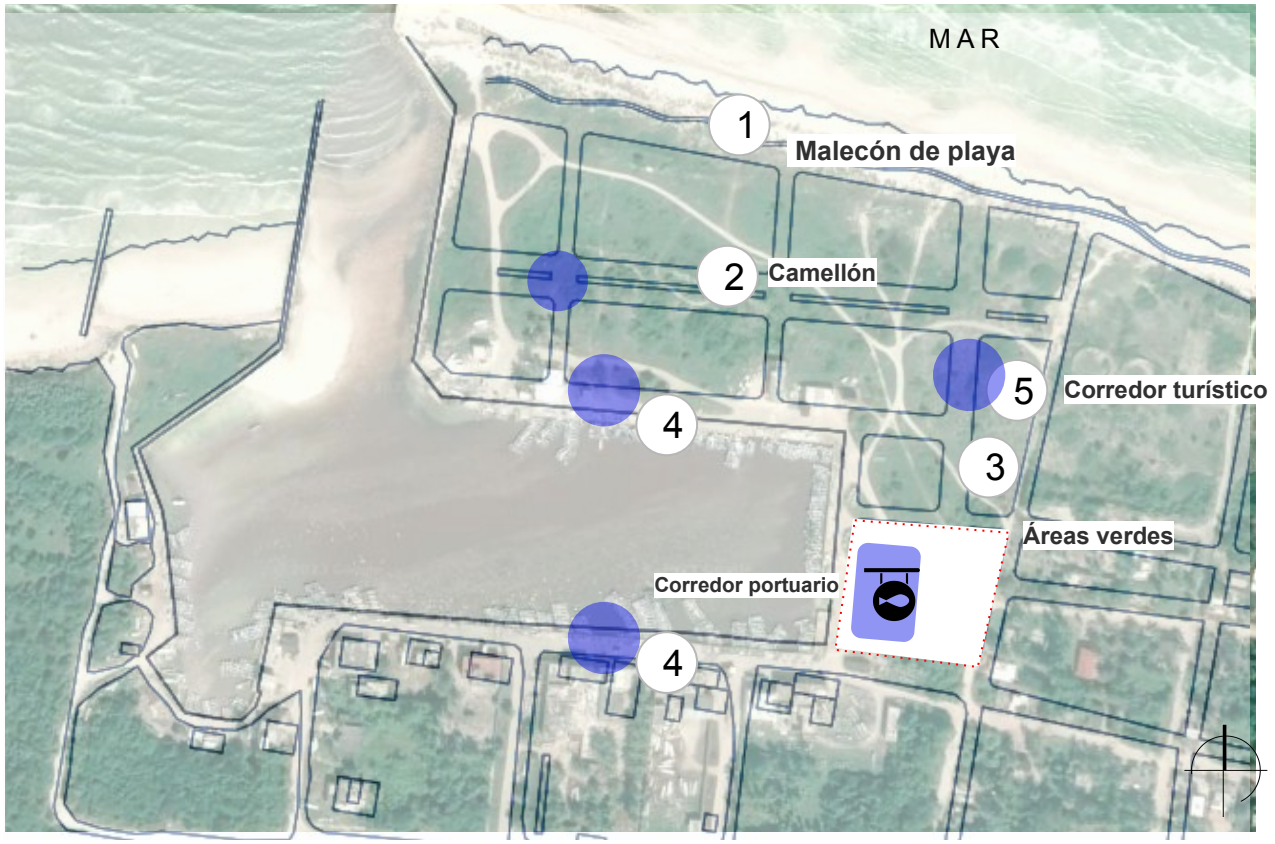 MAR
1
Malecón de playa
2
Camellón
5
Corredor turístico
4
3
Áreas verdes
Corredor portuario
4